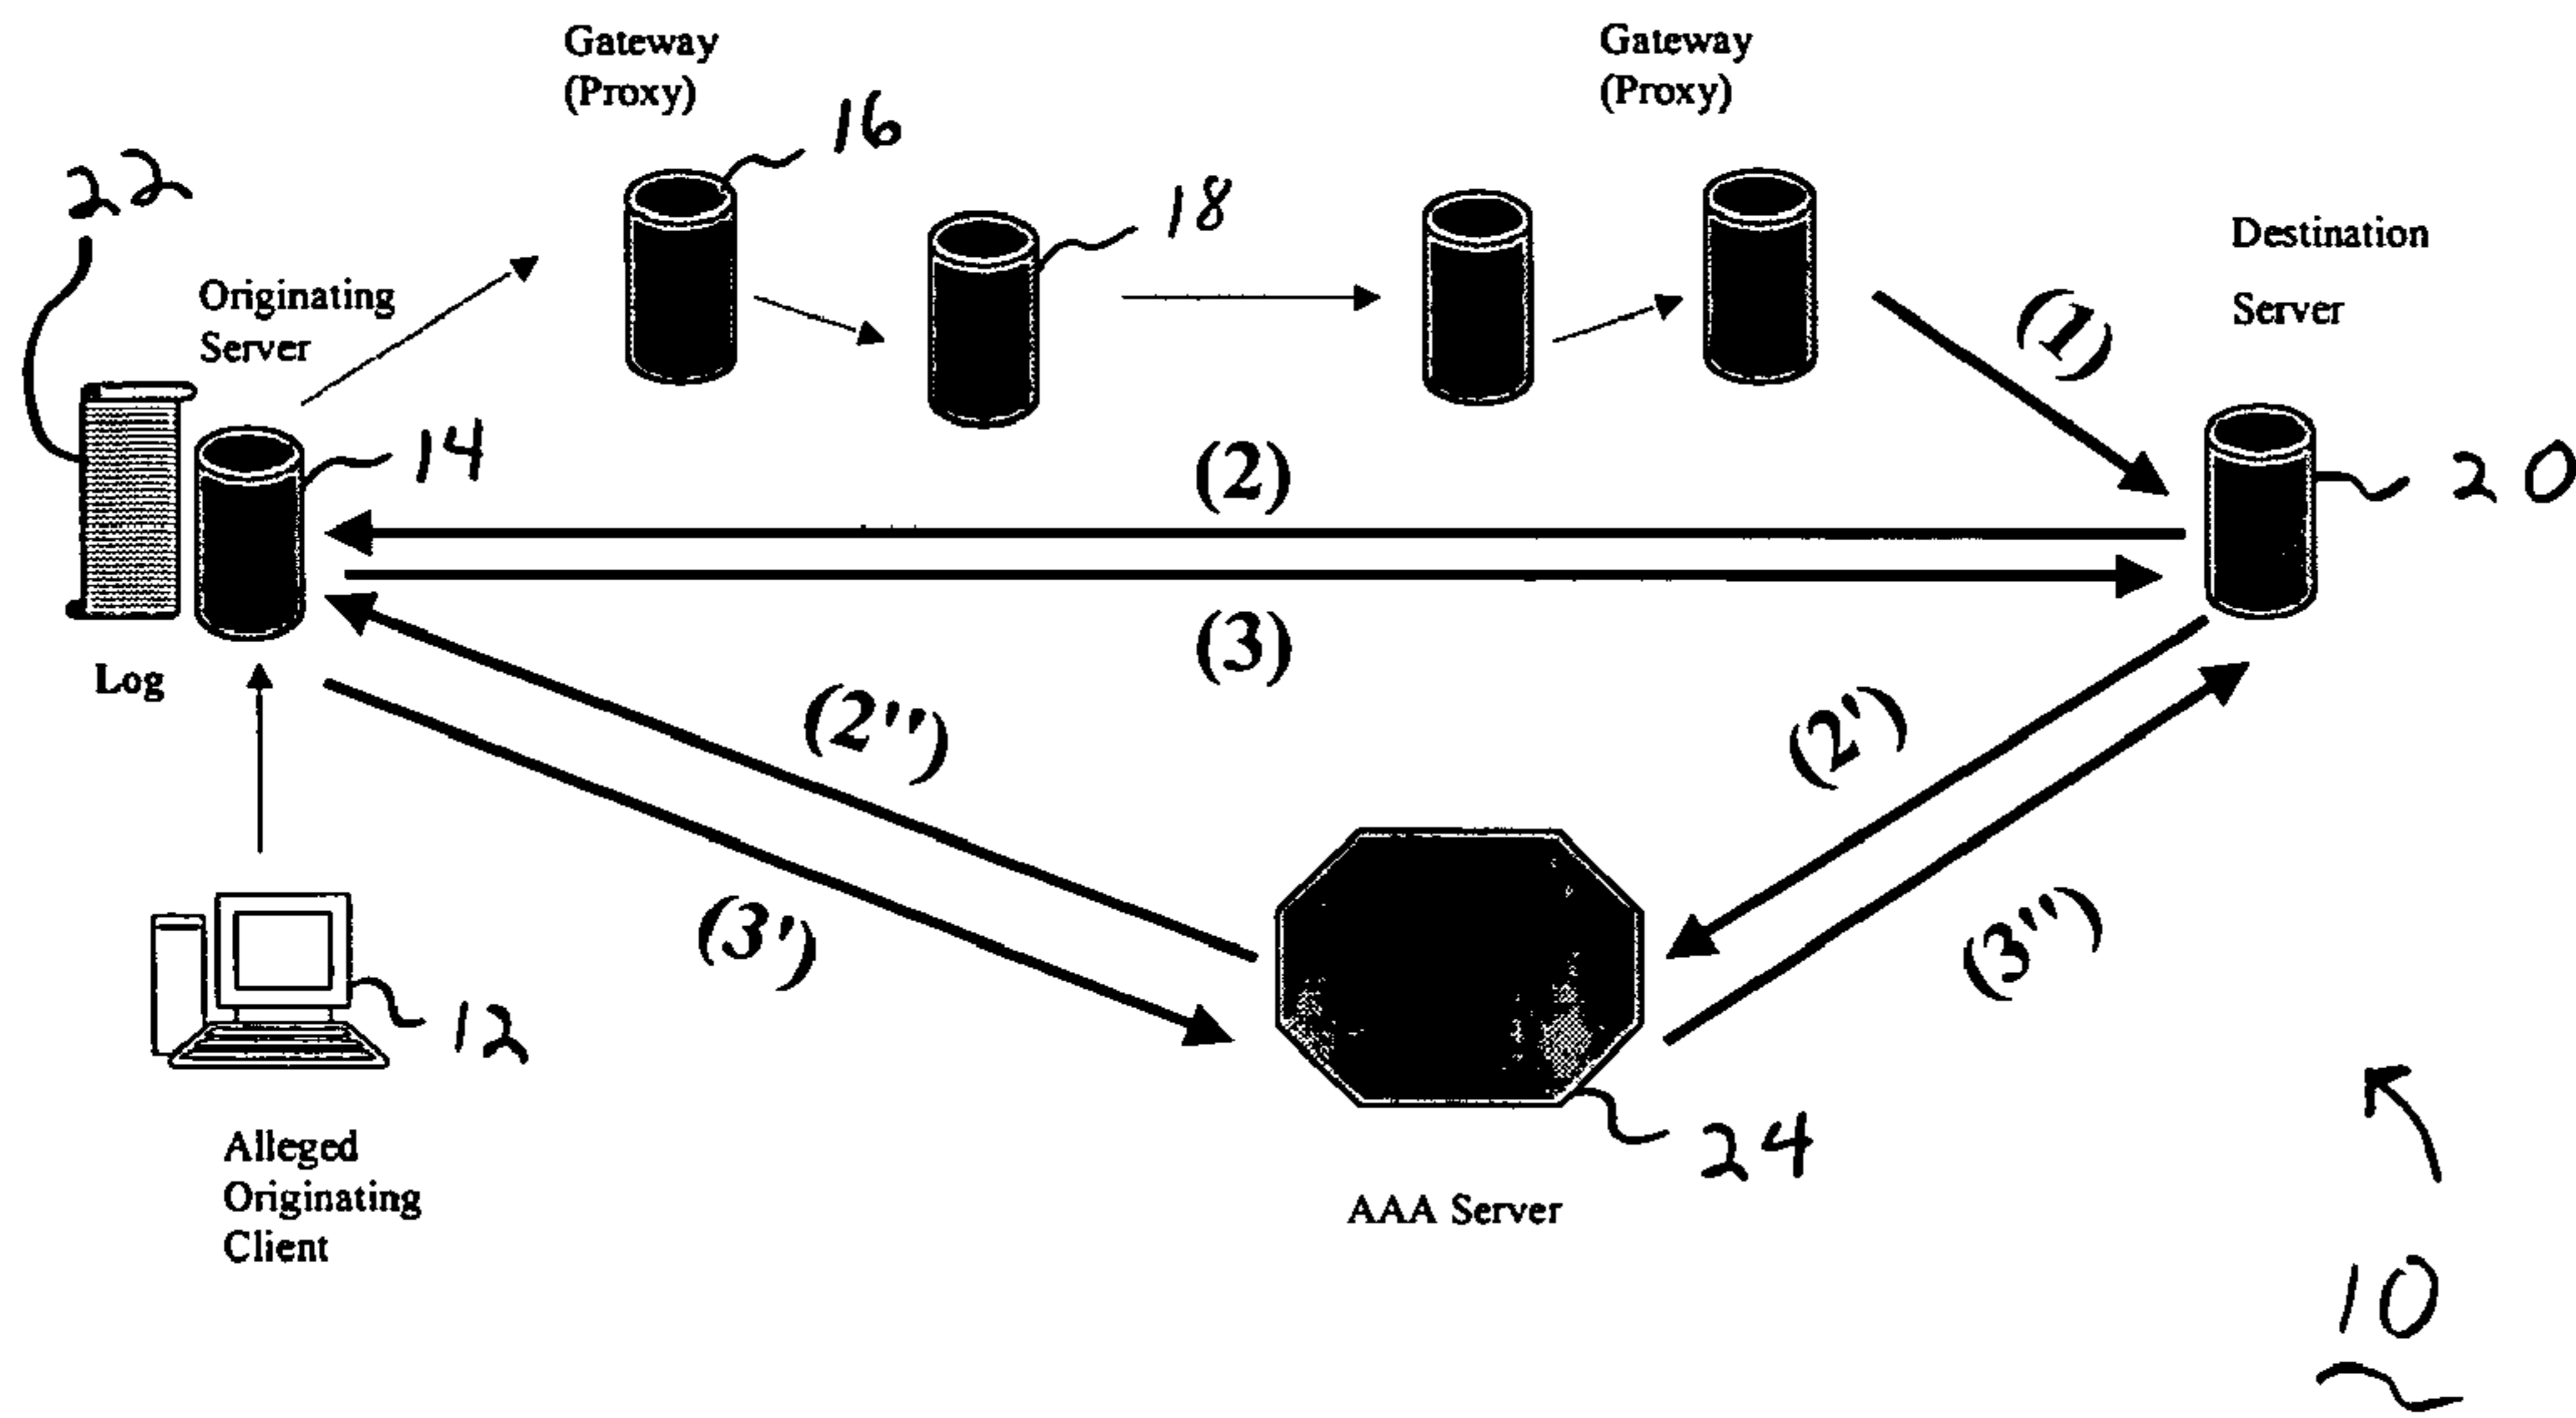 Gateway
(Proxy)
Gateway
(Proxy)
16
22
18
Destination
Server
Originating
Server
(1)
14
(2)
20
(3)
Log
(2'')
(2')
(3')
(3'')
12
24
Alleged
Originating
Client
AAA Server
10